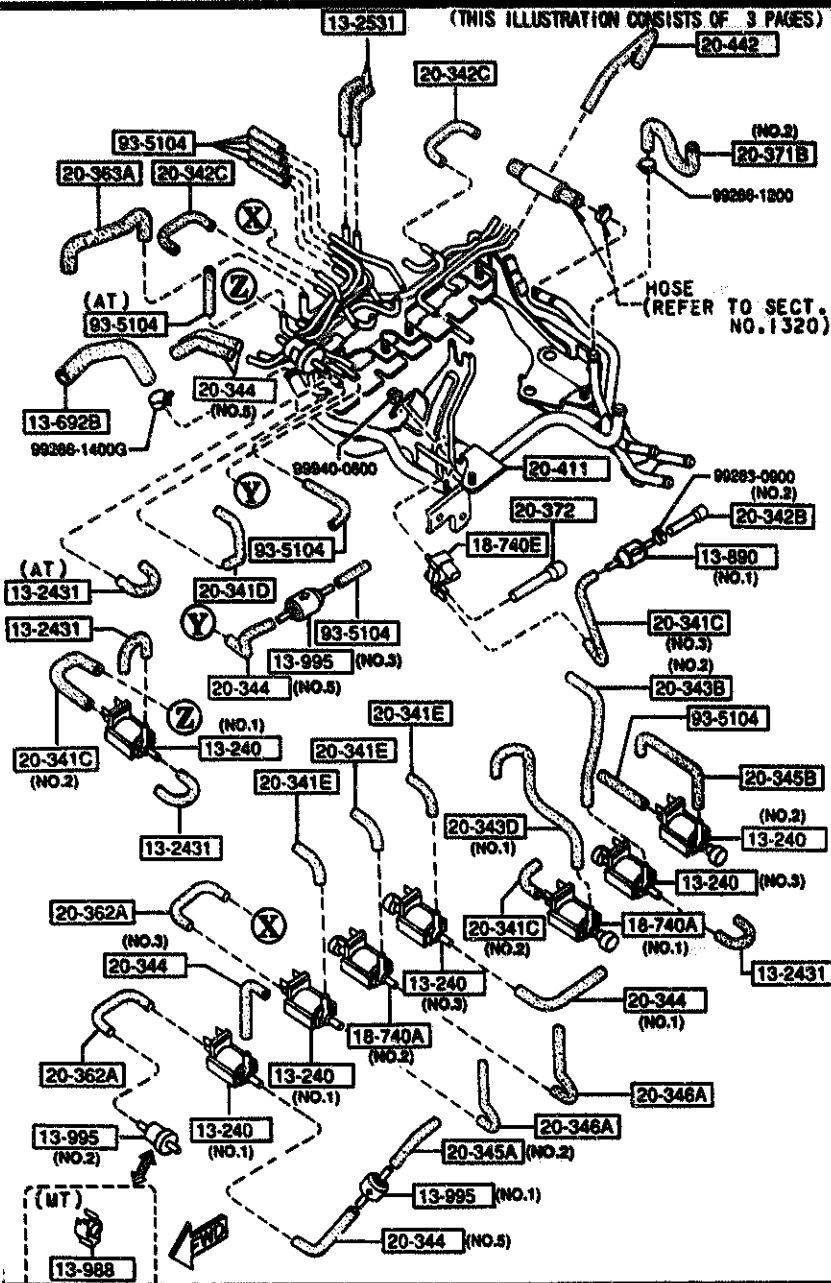 (THIS ILLUSTRATION CONSISTS OF 3 PAGES)
13-2531
20-442
20-342C
93-5104
(NO.2)
20-371B
20-363A
20-342C
99286-1200
X
Z
HOSE
(REFER TO SECT.
NO.1320)
(AT)
93-5104
20-344
(NO.5)
13-692B
99286-1400G
99940-0600
20-411
99283-0900
(NO.2)
Y
20-372
20-342B
93-5104
18-740E
13-890
(NO.1)
(AT)
13-2431
20-341D
13-2431
Y
93-5104
20-341C
(NO.3)
13-995 (NO.3)
20-344 (NO.5)
(NO.2)
20-343B
Z
(NO.1)
20-341E
93-5104
20-341C
(NO.2)
13-240
20-341E
20-341E
20-345B
13-2431
20-343D
(NO.1)
(NO.2)
13-240
13-240 (NO.3)
20-362A
X
20-341C
(NO.2)
18-740A
(NO.1)
(NO.3)
20-344
13-240
(NO.3)
13-2431
20-344
(NO.1)
18-740A
(NO.2)
20-362A
13-240
(NO.1)
20-346A
13-995
(NO.2)
13-240
(NO.1)
20-346A
20-345A (NO.2)
(MT)
13-995 (NO.1)
FWD
13-988
20-344 (NO.5)